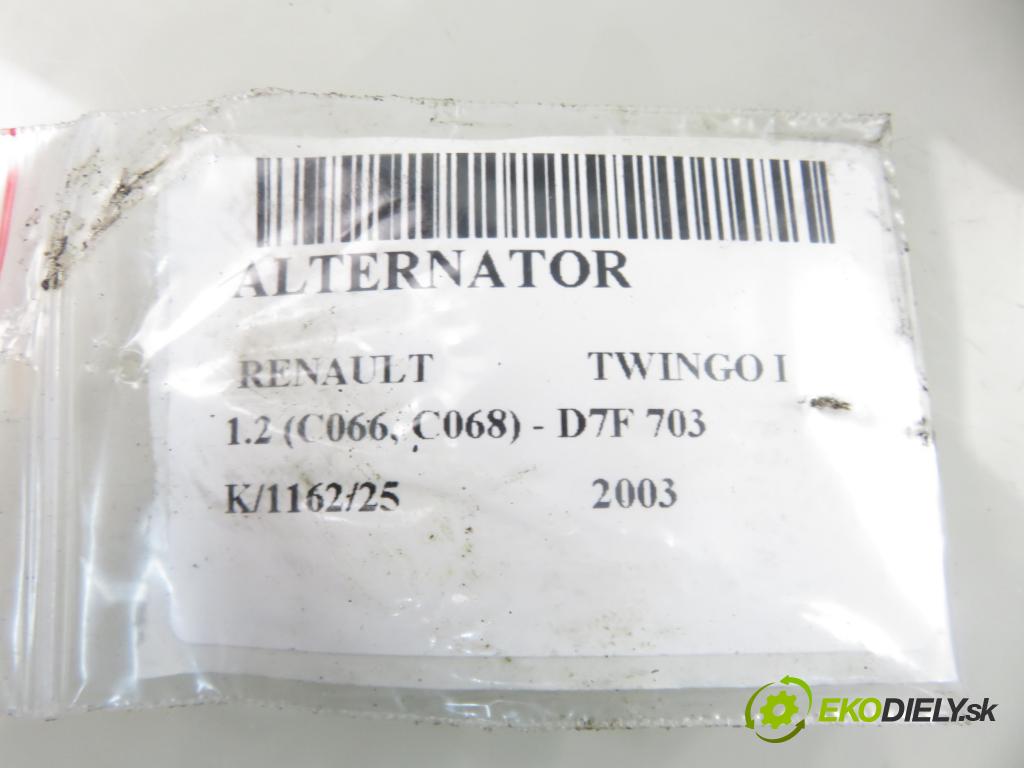 ALTERNATOR
RENAULT TWINGO I
1.2 (C066, C068) - D7F 703
K/1162/25 2003
EKODIELY.sk